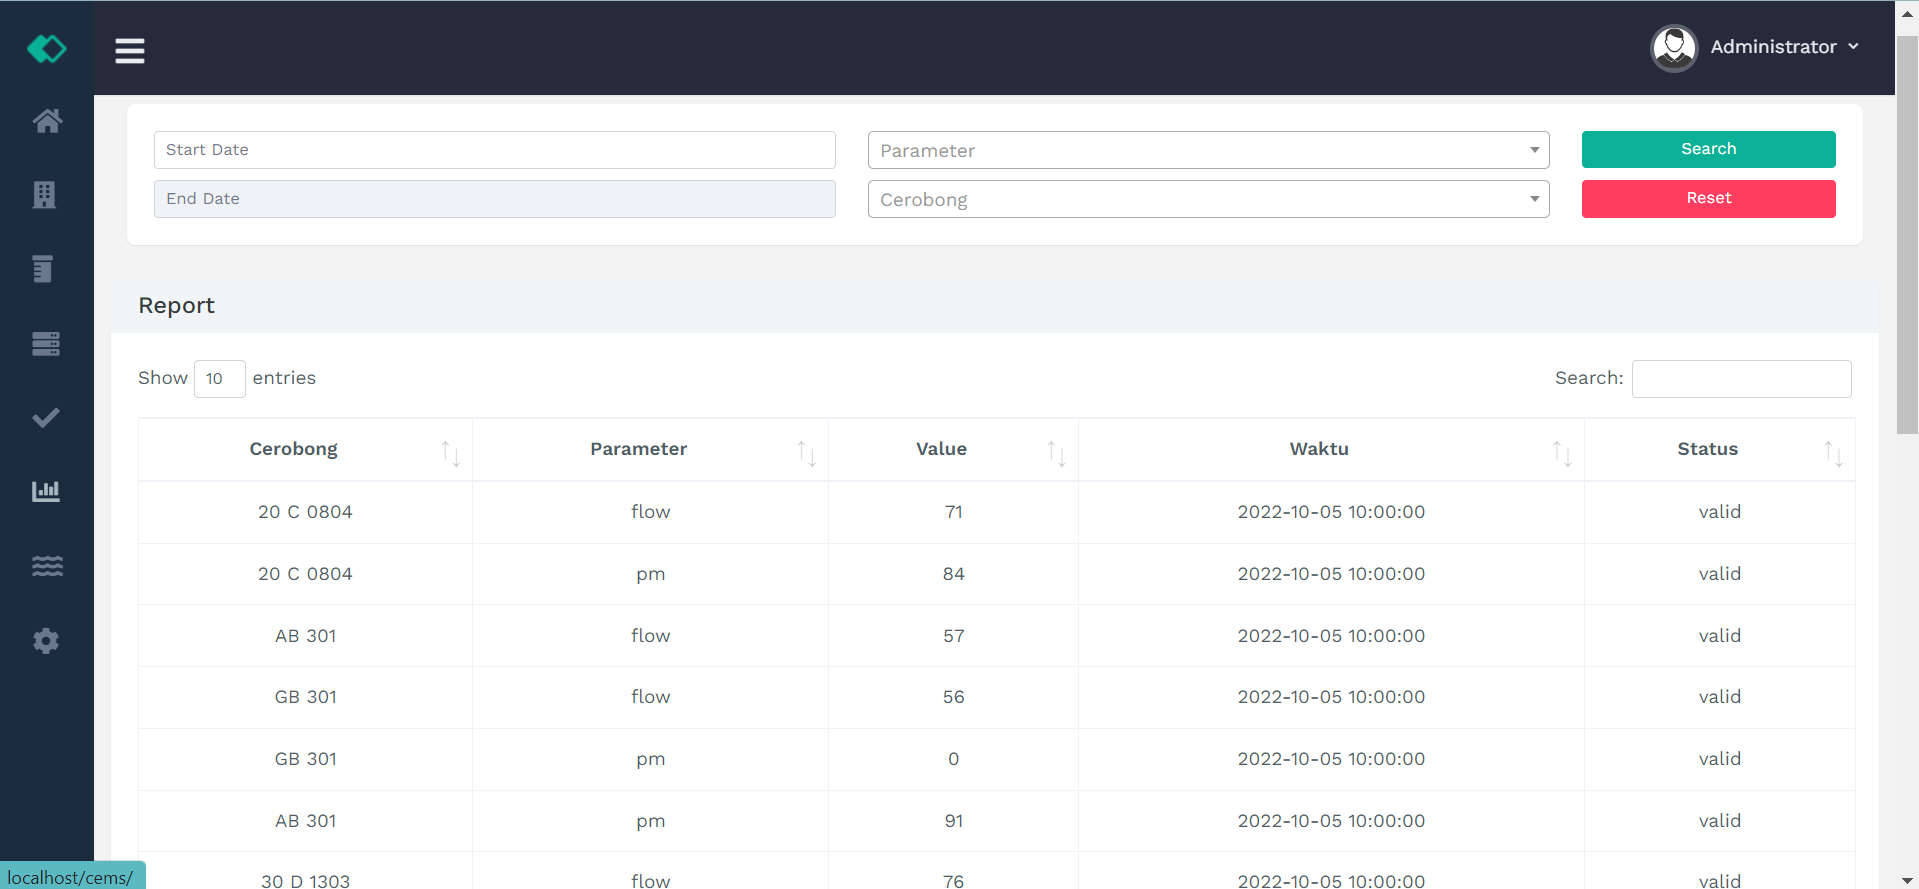 Administrator
Start Date
Parameter
Search
End Date
Cerobong
Reset
Report
Show 10 entries
Search:
Cerobong Parameter Value Waktu Status
20 C 0804 flow 71 2022-10-05 10:00:00 valid
20 C 0804 pm 84 2022-10-05 10:00:00 valid
AB 301 flow 57 2022-10-05 10:00:00 valid
GB 301 flow 56 2022-10-05 10:00:00 valid
GB 301 pm 0 2022-10-05 10:00:00 valid
AB 301 pm 91 2022-10-05 10:00:00 valid
30 D 1303 flow 76 2022-10-05 10:00:00 valid
localhost/cems/